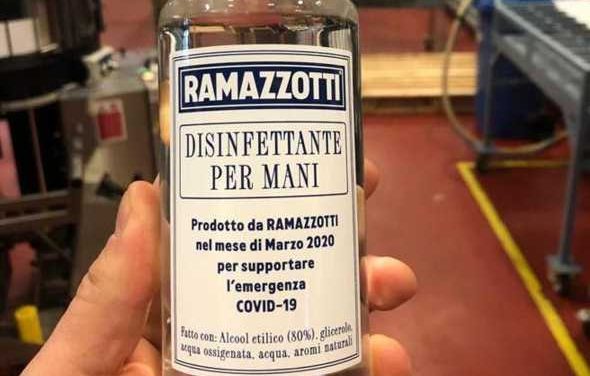 RAMAZZOTTI
DISINFETTANTE
PER MANI
Prodotto da RAMAZZOTTI
nel mese di Marzo 2020
per supportare
l'emergenza
COVID-19
Fatto con: Alcool etilico (80%), glicerolo,
acqua ossigenata, acqua, aromi naturali